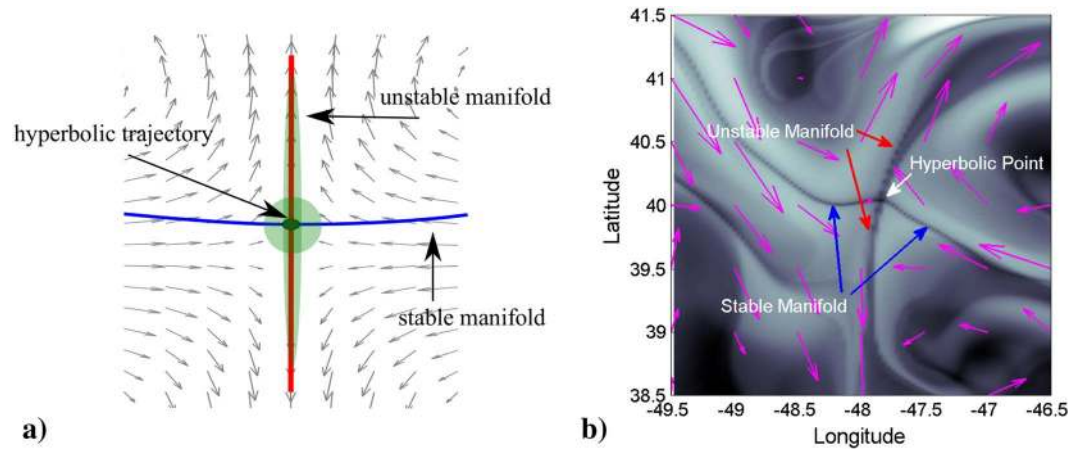 unstable manifold
hyperbolic trajectory
stable manifold
a)
41.5
41
40.5
40
39.5
39
38.5
Latitude
Unstable Manifold
Hyperbolic Point
Stable Manifold
-49.5 -49 -48.5 -48 -47.5 -47 -46.5
Longitude
b)